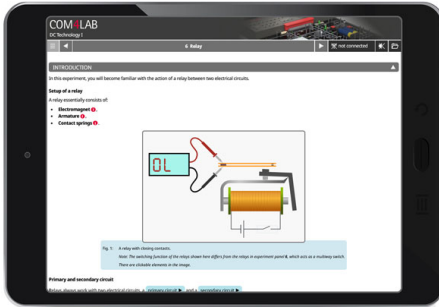 COM4LAB
DC Technology I
6 Relay
not connected
INTRODUCTION
In this experiment, you will become familiar with the action of a relay between two electrical circuits.
Setup of a relay
A relay essentially consists of:
Electromagnet
Armature
Contact springs
0L
Fig. 1: A relay with closing contacts.
Note: The switching function of the relays shown here differs from the relays in experiment panel 6, which acts as a multiway switch.
There are clickable elements in the image.
Primary and secondary circuit
Relays always work with two electrical circuits, a primary circuit and a secondary circuit